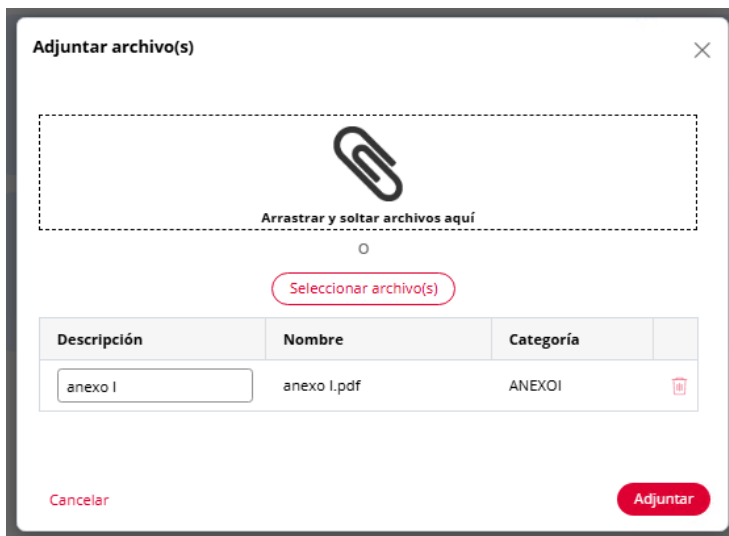 Adjuntar archivo(s)
Arrastrar y soltar archivos aquí
O
Seleccionar archivo(s)
Descripción Nombre Categoría
anexo I anexo I.pdf ANEXOI
Cancelar Adjuntar